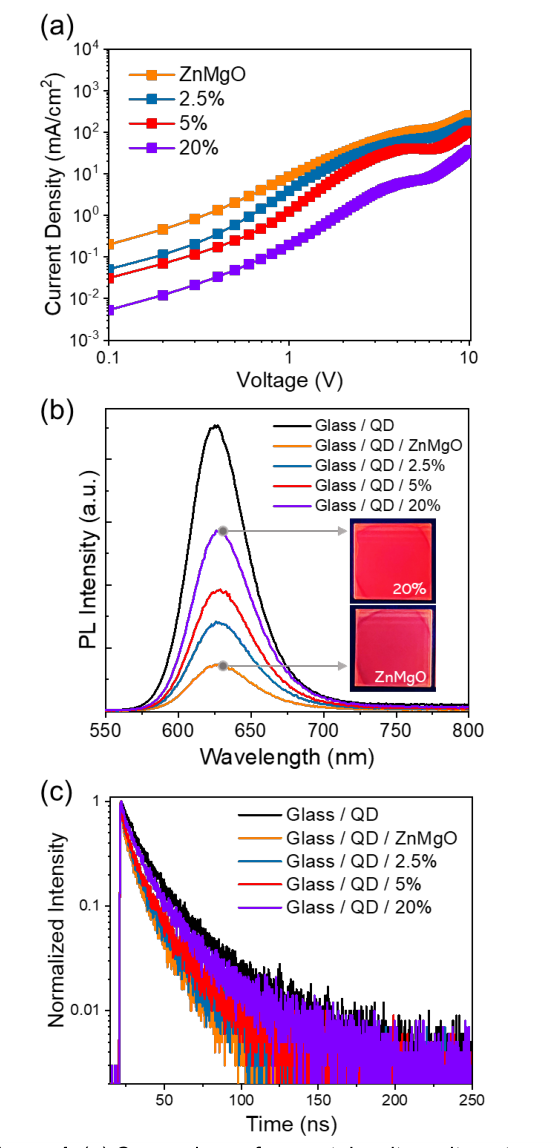 (a)
10⁴
10³
10²
10¹
10⁰
10⁻¹
10⁻²
10⁻³
Current Density (mA/cm²)
ZnMgO
2.5%
5%
20%
0.1
1
10
Voltage (V)
(b)
PL Intensity (a.u.)
Glass / QD
Glass / QD / ZnMgO
Glass / QD / 2.5%
Glass / QD / 5%
Glass / QD / 20%
20%
ZnMgO
550
600
650
700
750
800
Wavelength (nm)
(c)
1
0.1
0.01
Normalized Intensity
Glass / QD
Glass / QD / ZnMgO
Glass / QD / 2.5%
Glass / QD / 5%
Glass / QD / 20%
50
100
150
200
250
Time (ns)